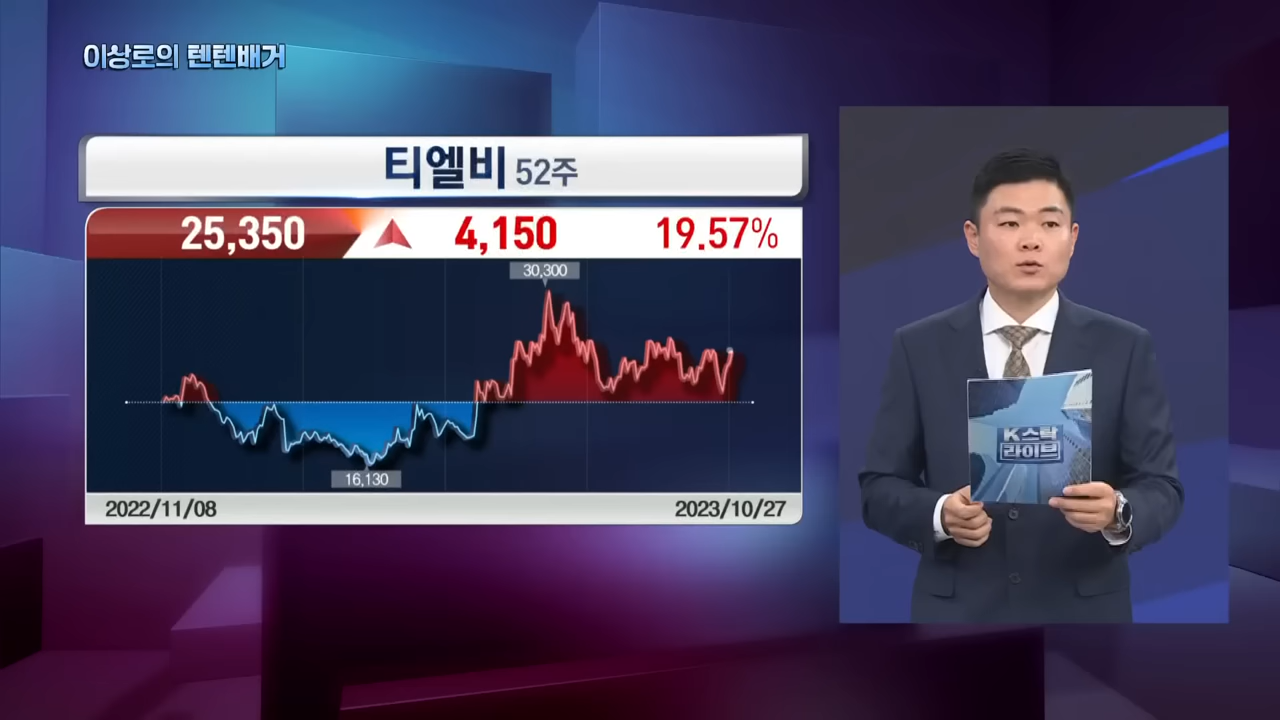 이상로의 텐텐배거
티엘비 52주
25,350 ▲ 4,150 19.57%
30,300
16,130
2022/11/08 2023/10/27
K스탁
라이브